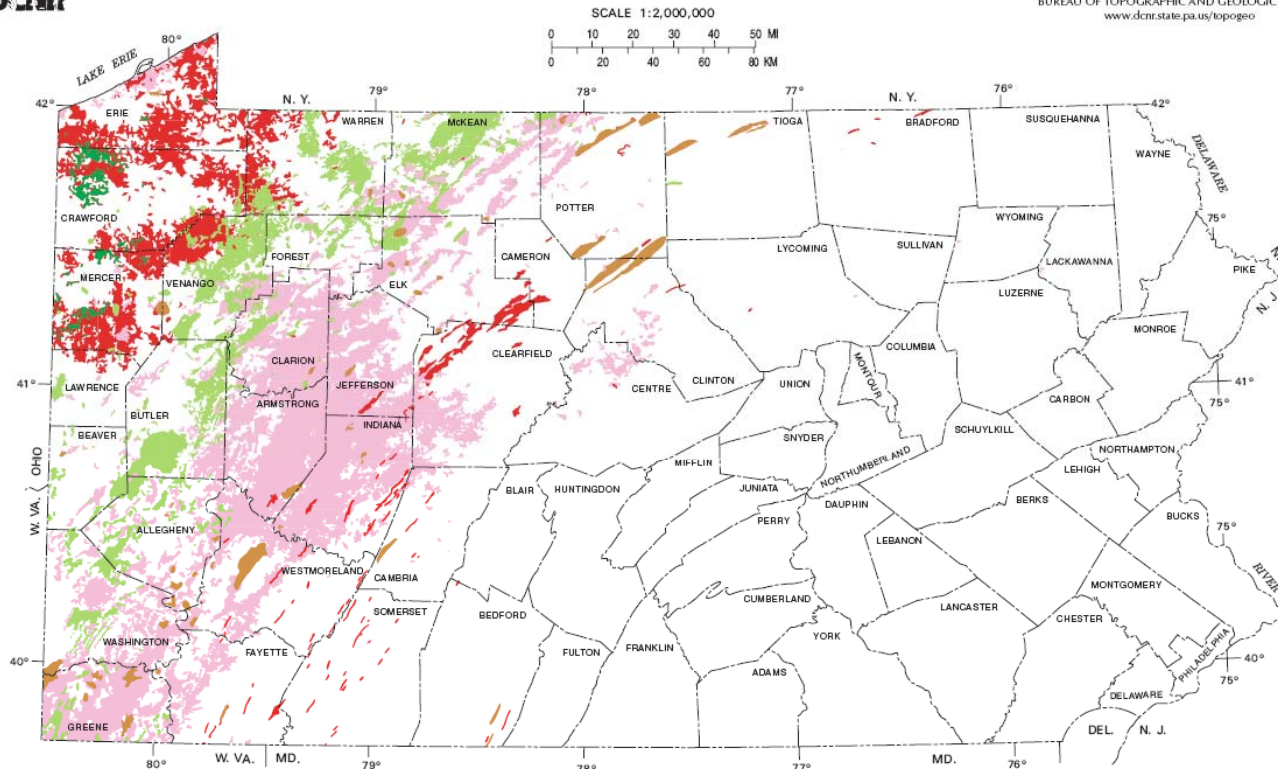 BUREAU OF TOPOGRAPHIC AND GEOLOGIC
www.dcnr.state.pa.us/topogeo
SCALE 1:2,000,000
0 10 20 30 40 50 MI
0 20 40 60 80 KM
80°
LAKE ERIE
42°
N. Y.
79°
78°
77°
N. Y.
76°
42°
ERIE
WARREN
McKEAN
TIOGA
BRADFORD
SUSQUEHANNA
WAYNE
DELAWARE
CRAWFORD
POTTER
WYOMING
75°
FOREST
CAMERON
LYCOMING
SULLIVAN
LACKAWANNA
PIKE
MERCER
VENANGO
ELK
LUZERNE
N. J.
MONROE
CLARION
CLEARFIELD
COLUMBIA
MONTOUR
41°
LAWRENCE
JEFFERSON
CENTRE
CLINTON
UNION
CARBON
41°
75°
ARMSTRONG
BUTLER
INDIANA
SCHUYLKILL
BEAVER
SNYDER
NORTHUMBERLAND
NORTHAMPTON
OHIO
W. VA.
MIFFLIN
LEHIGH
BLAIR
HUNTINGDON
JUNIATA
DAUPHIN
BERKS
BUCKS
ALLEGHENY
PERRY
75°
LEBANON
WESTMORELAND
CAMBRIA
MONTGOMERY
RIVER
SOMERSET
BEDFORD
CUMBERLAND
LANCASTER
CHESTER
WASHINGTON
YORK
PHILADELPHIA
40°
FAYETTE
FULTON
FRANKLIN
40°
75°
ADAMS
DELAWARE
GREENE
DEL.
N. J.
80°
W. VA.
MD.
79°
78°
77°
MD.
76°